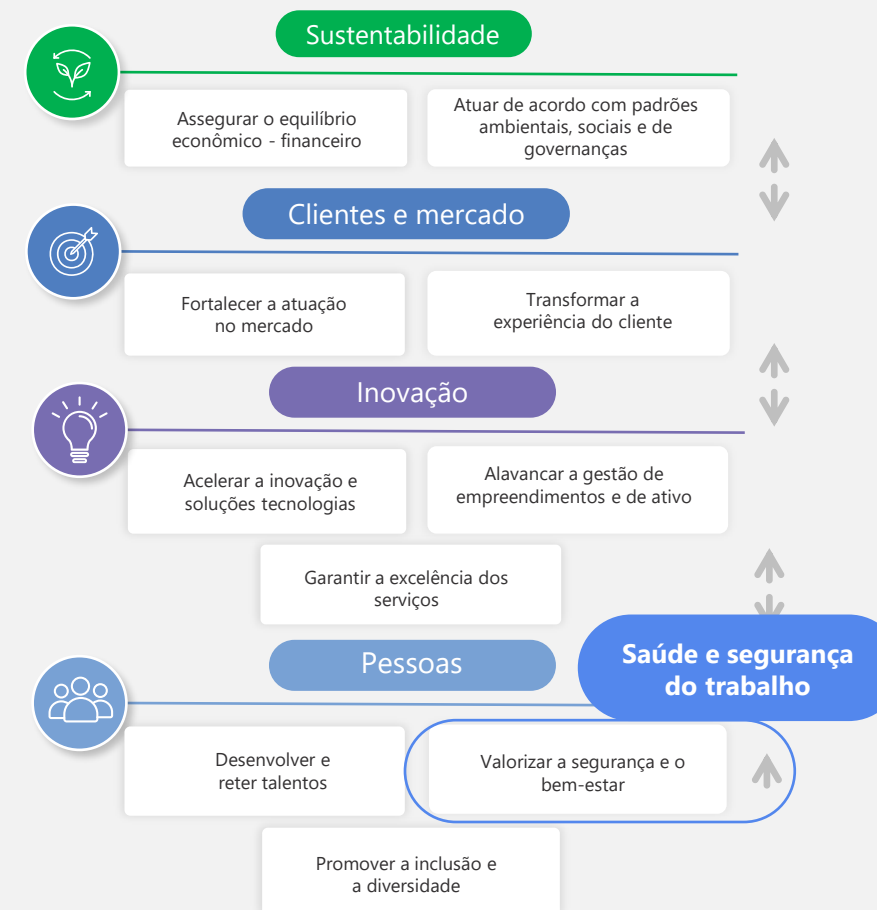 Sustentabilidade
Assegurar o equilíbrio
econômico - financeiro
Atuar de acordo com padrões
ambientais, sociais e de
governanças
Clientes e mercado
Fortalecer a atuação
no mercado
Transformar a
experiência do cliente
Inovação
Acelerar a inovação e
soluções tecnologias
Alavancar a gestão de
empreendimentos e de ativo
Garantir a excelência dos
serviços
Pessoas
Saúde e segurança
do trabalho
Desenvolver e
reter talentos
Valorizar a segurança e o
bem-estar
Promover a inclusão e
a diversidade